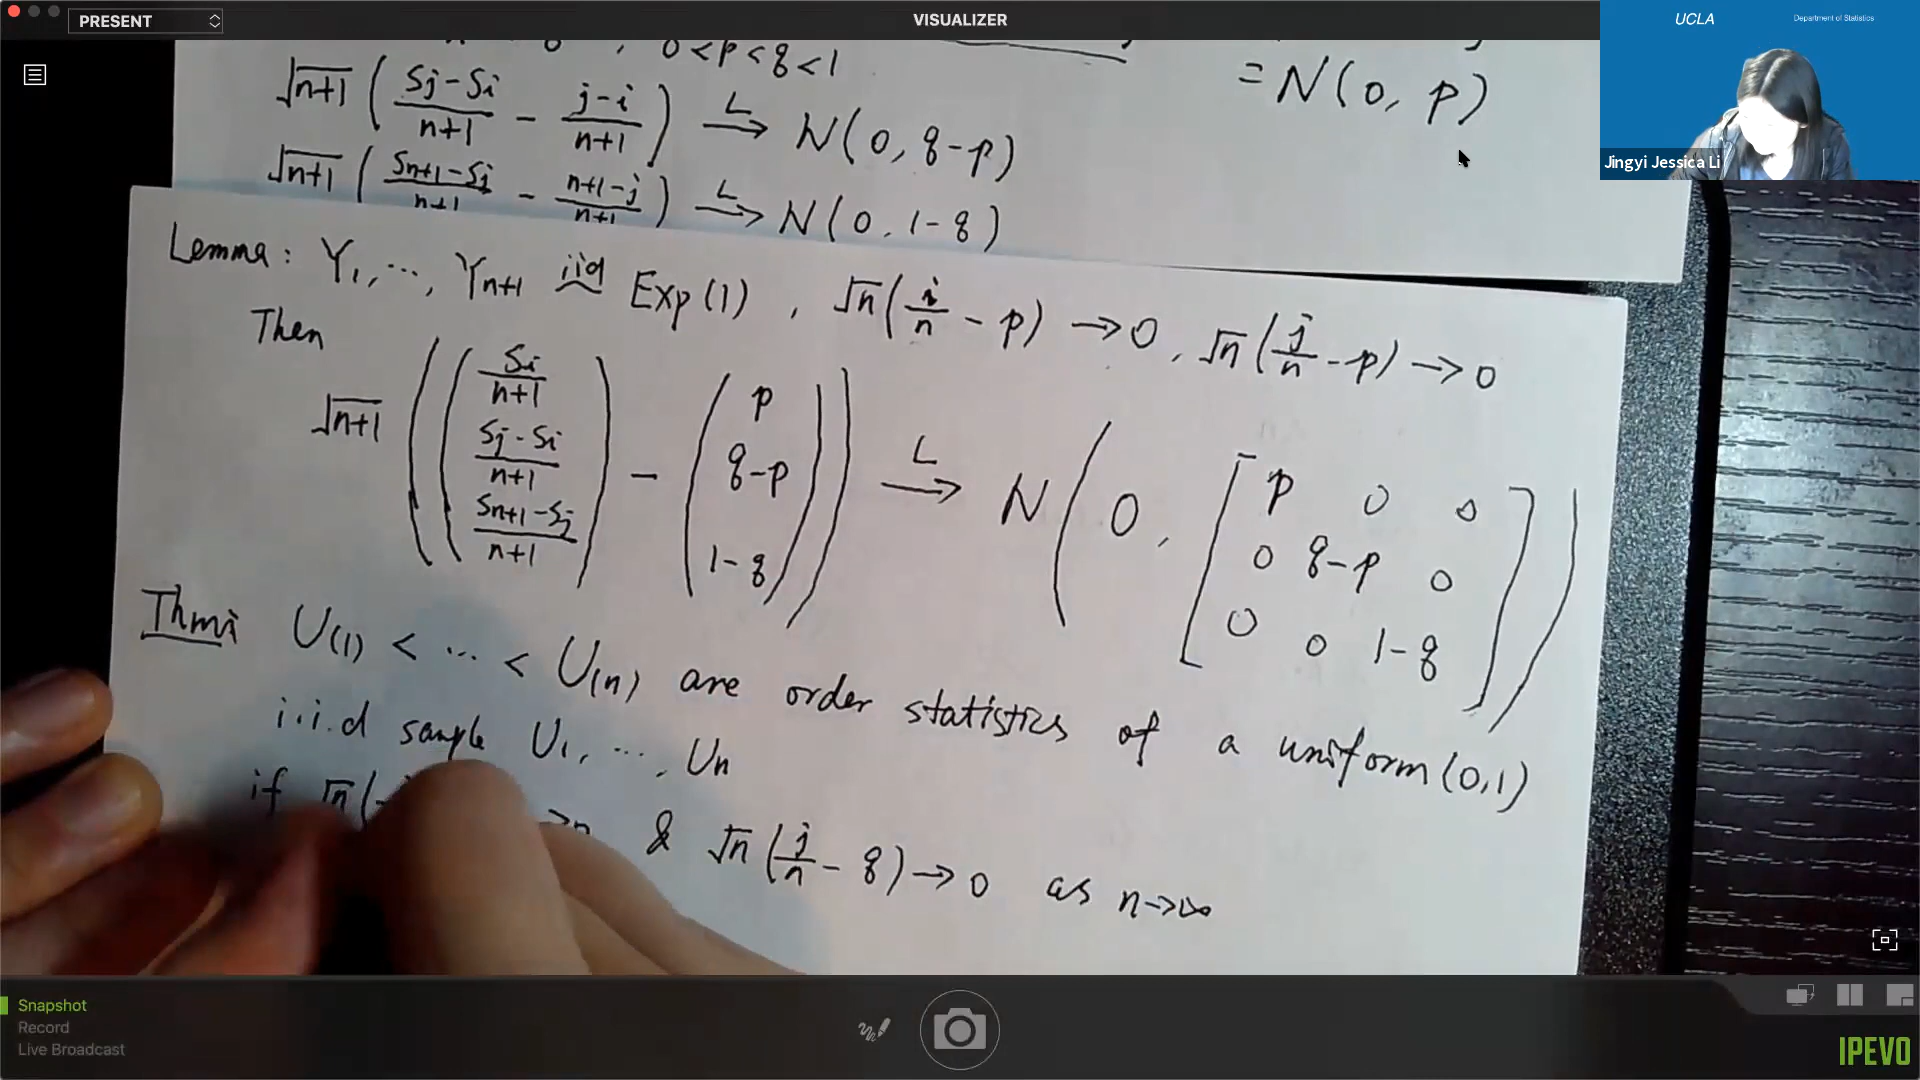 PRESENT
VISUALIZER
UCLA
Department of Statistics
Jingyi Jessica Li
, 0<p<q<1
= N(0, p)
√n+1 ( Sj-Si/n+1 - j-i/n+1 ) →L N(0, q-p)
√n+1 ( Sn+1-Sj/n+1 - n+1-j/n+1 ) →L N(0, 1-q)
Lemma: Y1, ..., Yn+1 iid~ Exp(1), √n( i/n - p) → 0, √n( j/n - p) → 0
Then
√n+1 ( ( Si/n+1 Sj-Si/n+1 Sn+1-Sj/n+1 ) - ( p q-p 1-q ) ) →L N( 0, [ p 0 0
0 q-p 0
0 0 1-q ] )
Thm: U(1) < ... < U(n) are order statistics of a uniform(0,1)
i.i.d sample U1, ..., Un
if √n( & √n( j/n - q) → 0 as n→∞
Snapshot
Record
Live Broadcast
IPEVO